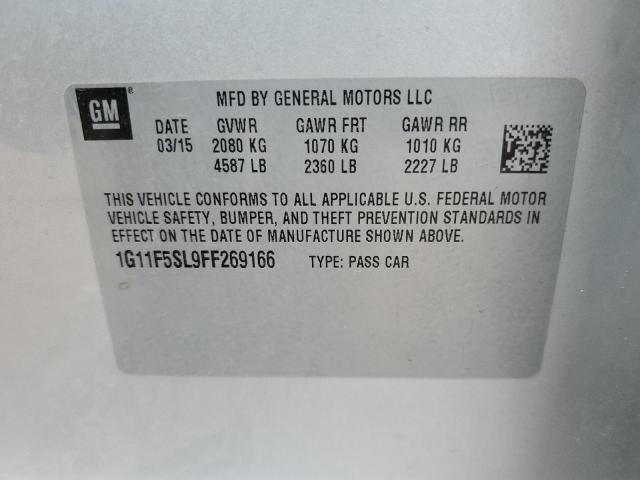 GM ®
MFD BY GENERAL MOTORS LLC
DATE GVWR GAWR FRT GAWR RR
03/15 2080 KG 1070 KG 1010 KG
4587 LB 2360 LB 2227 LB
THIS VEHICLE CONFORMS TO ALL APPLICABLE U.S. FEDERAL MOTOR
VEHICLE SAFETY, BUMPER, AND THEFT PREVENTION STANDARDS IN
EFFECT ON THE DATE OF MANUFACTURE SHOWN ABOVE.
1G11F5SL9FF269166 TYPE: PASS CAR